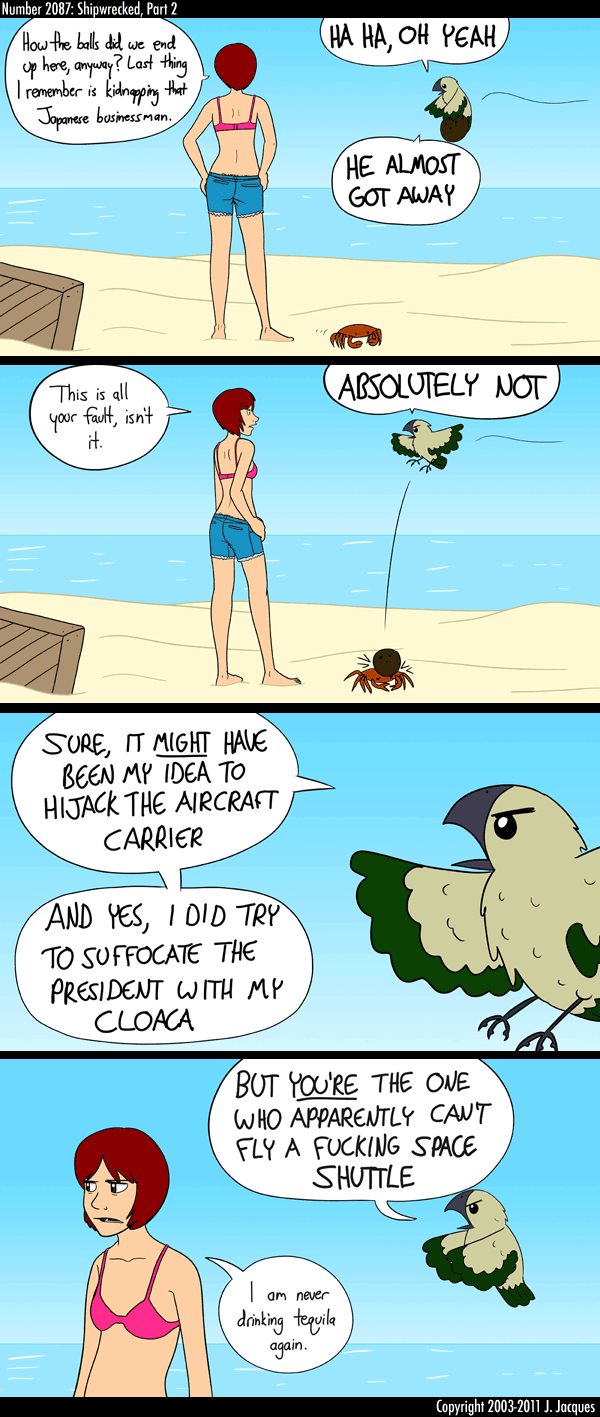 Number 2087: Shipwrecked, Part 2
How the balls did we end
up here, anyway? Last thing
I remember is kidnapping that
Japanese businessman.
HA HA, OH YEAH
HE ALMOST
GOT AWAY
This is all
your fault, isn't
it.
ABSOLUTELY NOT
SURE, IT MIGHT HAVE
BEEN MY IDEA TO
HIJACK THE AIRCRAFT
CARRIER
AND YES, I DID TRY
TO SUFFOCATE THE
PRESIDENT WITH MY
CLOACA
BUT YOU'RE THE ONE
WHO APPARENTLY CAN'T
FLY A FUCKING SPACE
SHUTTLE
I am never
drinking tequila
again.
Copyright 2003-2011 J. Jacques